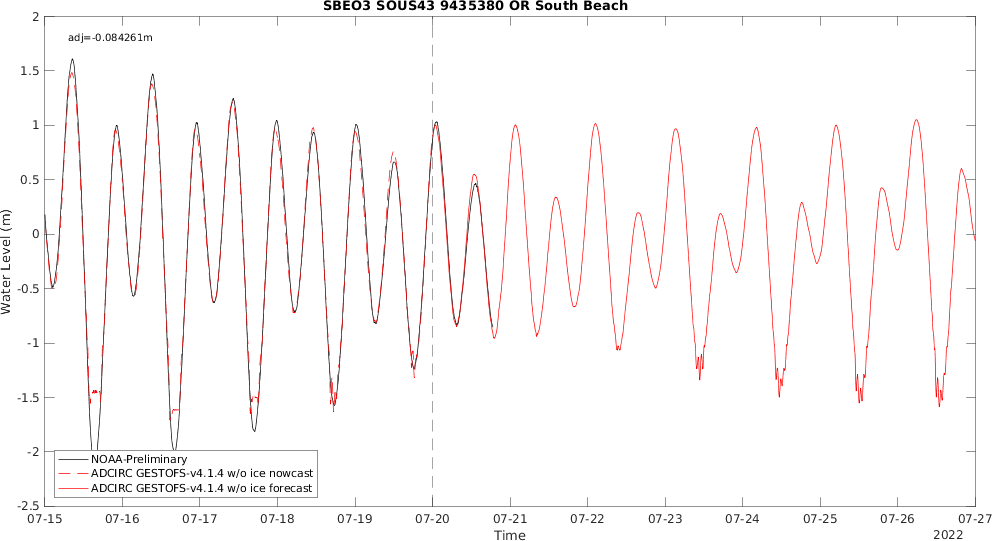 SBEO3 SOUS43 9435380 OR South Beach
adj=-0.084261m
2
1.5
1
0.5
0
-0.5
-1
-1.5
-2
-2.5
Water Level (m)
NOAA-Preliminary
ADCIRC GESTOFS-v4.1.4 w/o ice nowcast
ADCIRC GESTOFS-v4.1.4 w/o ice forecast
07-15 07-16 07-17 07-18 07-19 07-20 07-21 07-22 07-23 07-24 07-25 07-26 07-27
Time
2022